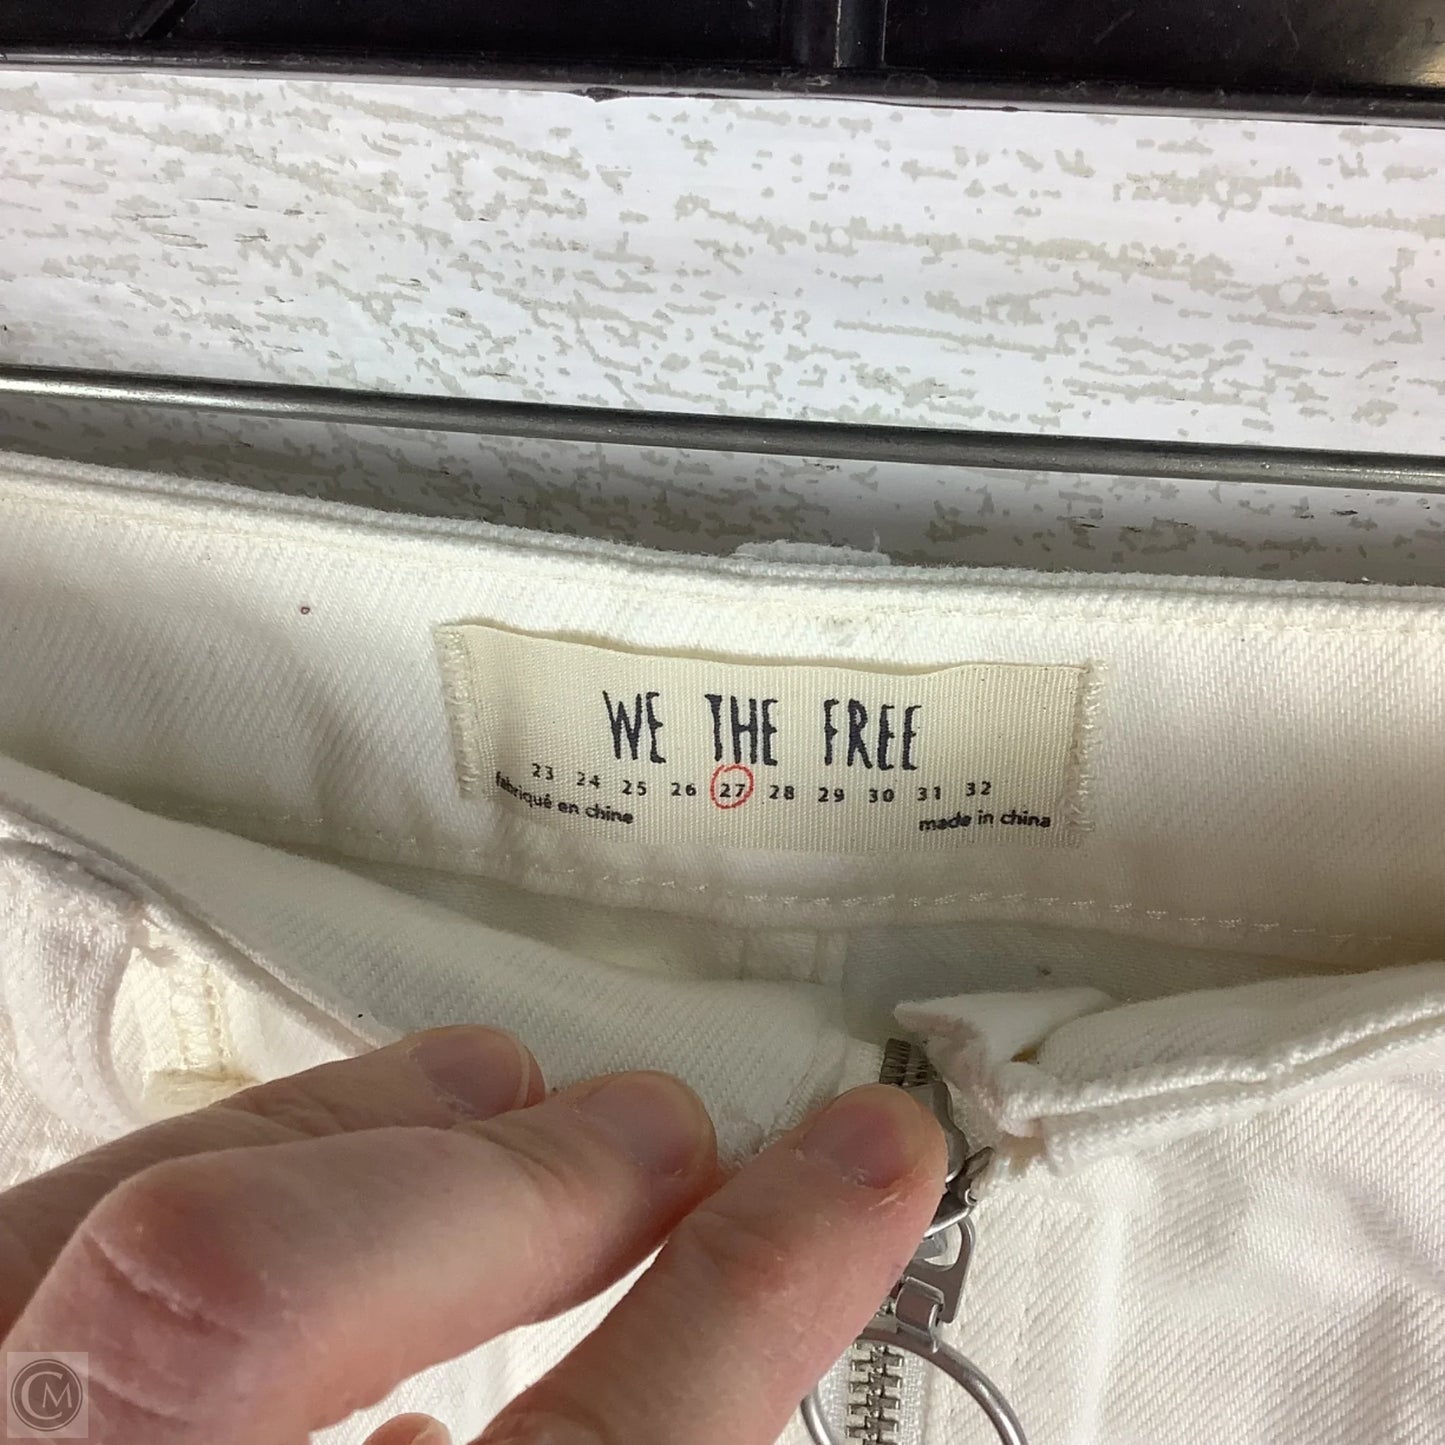 WE THE FREE
23 24 25 26 27 28 29 30 31 32
fabriqué en chine
made in china
CM